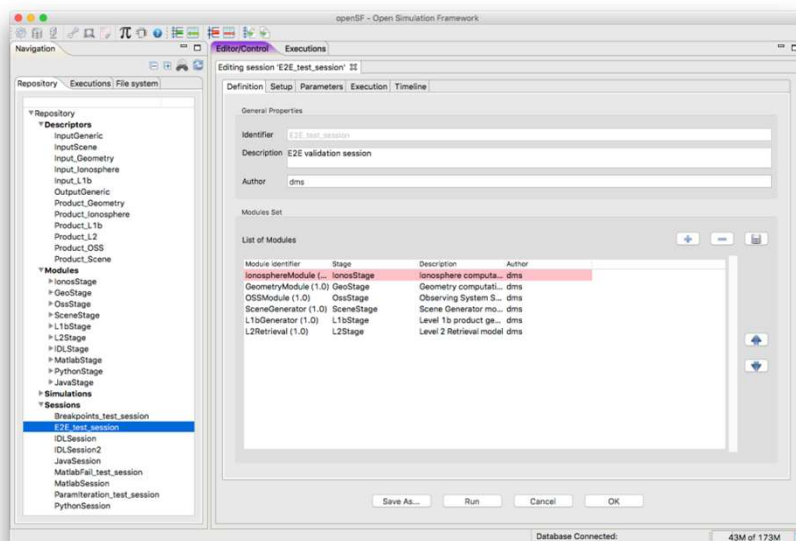 openSF - Open Simulation Framework
Navigation
Editor/Control Executions
Editing session 'E2E_test_session'
Repository Executions File system
Definition Setup Parameters Execution Timeline
Repository
Descriptors
InputGeneric
InputScene
Input_Geometry
Input_Ionosphere
Input_L1b
OutputGeneric
Product_Geometry
Product_Ionosphere
Product_L1b
Product_L2
Product_OSS
Product_Scene
Modules
IonosStage
GeoStage
OssStage
SceneStage
L1bStage
L2Stage
IDLStage
MatlabStage
PythonStage
JavaStage
Simulations
Sessions
Breakpoints_test_session
E2E_test_session
IDLSession
IDLSession2
JavaSession
MatlabFail_test_session
MatlabSession
ParamIteration_test_session
PythonSession
General Properties
Identifier E2E_test_session
Description E2E validation session
Author dms
Modules Set
List of Modules
Module Identifier Stage Description Author
IonosphereModule (... IonosStage Ionosphere computa... dms
GeometryModule (1.0) GeoStage Geometry computati... dms
OSSModule (1.0) OssStage Observing System S... dms
SceneGenerator (1.0) SceneStage Scene Generator mo... dms
L1bGenerator (1.0) L1bStage Level 1b product ge... dms
L2Retrieval (1.0) L2Stage Level 2 Retrieval model dms
Save As... Run Cancel OK
Database Connected: 43M of 173M